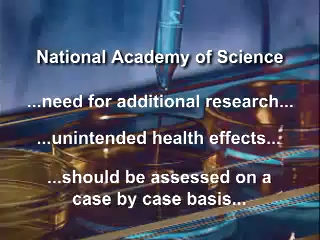 National Academy of Science
...need for additional research...
...unintended health effects...
...should be assessed on a
case by case basis...